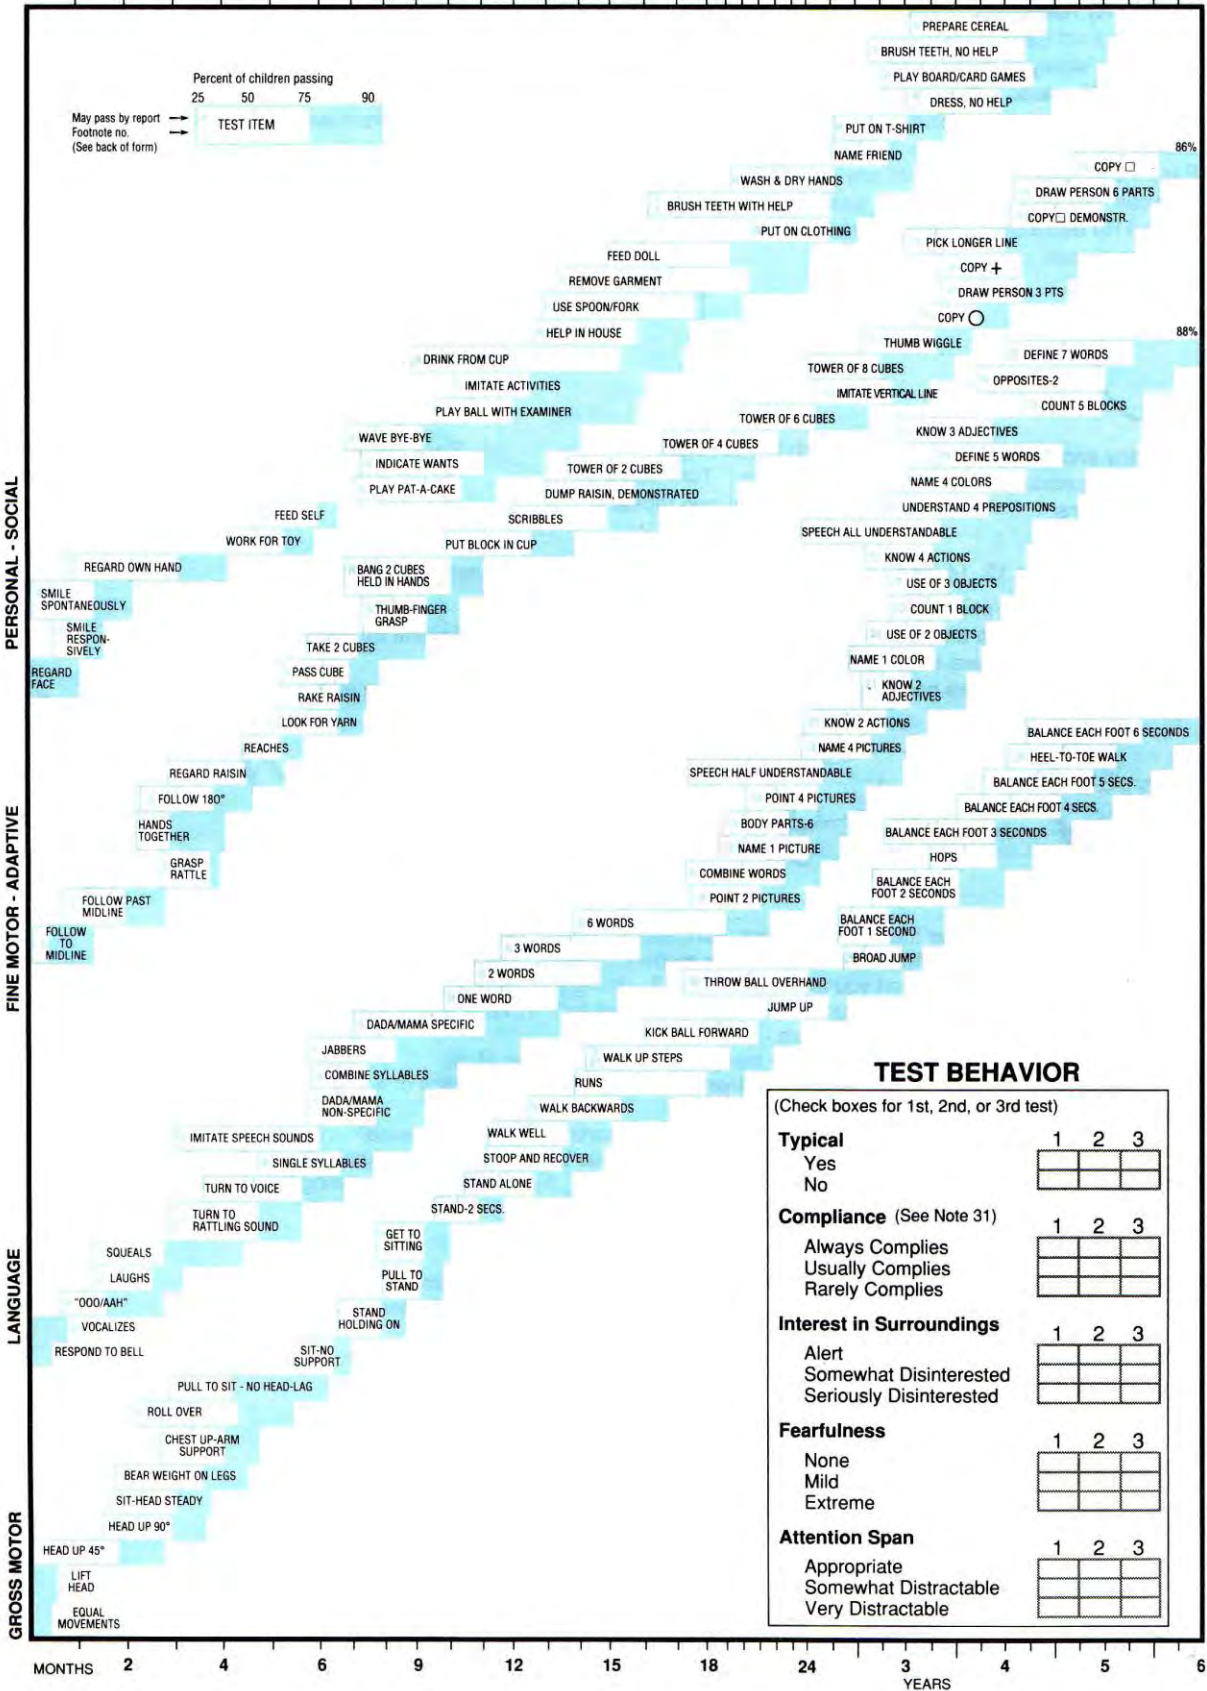 Percent of children passing
25 50 75 90
May pass by report
Footnote no.
(See back of form)
TEST ITEM
PREPARE CEREAL
BRUSH TEETH, NO HELP
PLAY BOARD/CARD GAMES
DRESS, NO HELP
PUT ON T-SHIRT
NAME FRIEND
WASH & DRY HANDS
BRUSH TEETH WITH HELP
PUT ON CLOTHING
FEED DOLL
REMOVE GARMENT
USE SPOON/FORK
HELP IN HOUSE
DRINK FROM CUP
IMITATE ACTIVITIES
PLAY BALL WITH EXAMINER
WAVE BYE-BYE
INDICATE WANTS
PLAY PAT-A-CAKE
FEED SELF
WORK FOR TOY
REGARD OWN HAND
SMILE
SPONTANEOUSLY
SMILE
RESPON-
SIVELY
REGARD
FACE
PERSONAL - SOCIAL
86%
COPY □
DRAW PERSON 6 PARTS
COPY□ DEMONSTR.
PICK LONGER LINE
COPY +
DRAW PERSON 3 PTS
COPY ○
THUMB WIGGLE
TOWER OF 8 CUBES
IMITATE VERTICAL LINE
TOWER OF 6 CUBES
TOWER OF 4 CUBES
TOWER OF 2 CUBES
DUMP RAISIN, DEMONSTRATED
SCRIBBLES
PUT BLOCK IN CUP
BANG 2 CUBES
HELD IN HANDS
THUMB-FINGER
GRASP
TAKE 2 CUBES
PASS CUBE
RAKE RAISIN
LOOK FOR YARN
REACHES
REGARD RAISIN
FOLLOW 180°
HANDS
TOGETHER
GRASP
RATTLE
FOLLOW PAST
MIDLINE
FOLLOW
TO
MIDLINE
FINE MOTOR - ADAPTIVE
88%
DEFINE 7 WORDS
OPPOSITES-2
COUNT 5 BLOCKS
KNOW 3 ADJECTIVES
DEFINE 5 WORDS
NAME 4 COLORS
UNDERSTAND 4 PREPOSITIONS
SPEECH ALL UNDERSTANDABLE
KNOW 4 ACTIONS
USE OF 3 OBJECTS
COUNT 1 BLOCK
USE OF 2 OBJECTS
NAME 1 COLOR
KNOW 2
ADJECTIVES
KNOW 2 ACTIONS
NAME 4 PICTURES
SPEECH HALF UNDERSTANDABLE
POINT 4 PICTURES
BODY PARTS-6
NAME 1 PICTURE
COMBINE WORDS
POINT 2 PICTURES
6 WORDS
3 WORDS
2 WORDS
ONE WORD
DADA/MAMA SPECIFIC
JABBERS
COMBINE SYLLABLES
DADA/MAMA
NON-SPECIFIC
IMITATE SPEECH SOUNDS
SINGLE SYLLABLES
TURN TO VOICE
TURN TO
RATTLING SOUND
SQUEALS
LAUGHS
"OOO/AAH"
VOCALIZES
RESPOND TO BELL
LANGUAGE
BALANCE EACH FOOT 6 SECONDS
HEEL-TO-TOE WALK
BALANCE EACH FOOT 5 SECS.
BALANCE EACH FOOT 4 SECS.
BALANCE EACH FOOT 3 SECONDS
HOPS
BALANCE EACH
FOOT 2 SECONDS
BALANCE EACH
FOOT 1 SECOND
BROAD JUMP
THROW BALL OVERHAND
JUMP UP
KICK BALL FORWARD
WALK UP STEPS
RUNS
WALK BACKWARDS
WALK WELL
STOOP AND RECOVER
STAND ALONE
STAND-2 SECS.
GET TO
SITTING
PULL TO
STAND
STAND
HOLDING ON
SIT-NO
SUPPORT
PULL TO SIT - NO HEAD-LAG
ROLL OVER
CHEST UP-ARM
SUPPORT
BEAR WEIGHT ON LEGS
SIT-HEAD STEADY
HEAD UP 90°
HEAD UP 45°
LIFT
HEAD
EQUAL
MOVEMENTS
GROSS MOTOR
TEST BEHAVIOR
(Check boxes for 1st, 2nd, or 3rd test)
Typical 1 2 3
Yes
No
Compliance (See Note 31) 1 2 3
Always Complies
Usually Complies
Rarely Complies
Interest in Surroundings 1 2 3
Alert
Somewhat Disinterested
Seriously Disinterested
Fearfulness 1 2 3
None
Mild
Extreme
Attention Span 1 2 3
Appropriate
Somewhat Distractable
Very Distractable
MONTHS 2 4 6 9 12 15 18 24 3 4 5 6
YEARS